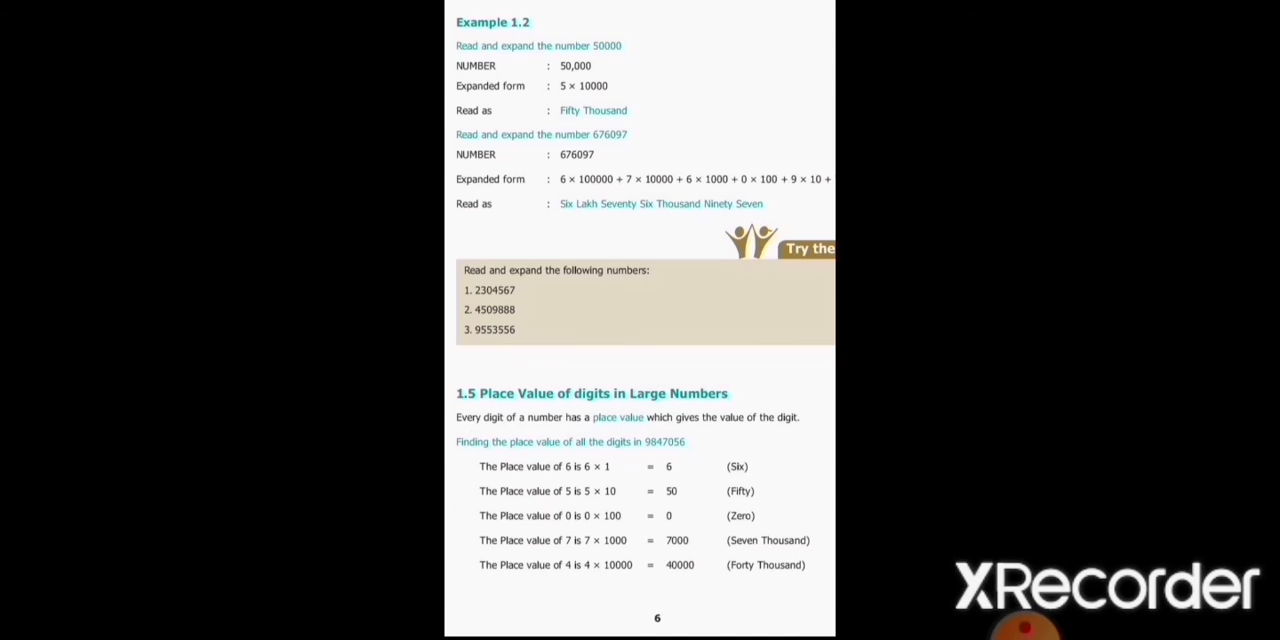 Example 1.2
Read and expand the number 50000
NUMBER : 50,000
Expanded form : 5 × 10000
Read as : Fifty Thousand
Read and expand the number 676097
NUMBER : 676097
Expanded form : 6 × 100000 + 7 × 10000 + 6 × 1000 + 0 × 100 + 9 × 10 +
Read as : Six Lakh Seventy Six Thousand Ninety Seven
Try the
Read and expand the following numbers:
1. 2304567
2. 4509888
3. 9553556
1.5 Place Value of digits in Large Numbers
Every digit of a number has a place value which gives the value of the digit.
Finding the place value of all the digits in 9847056
The Place value of 6 is 6 × 1 = 6 (Six)
The Place value of 5 is 5 × 10 = 50 (Fifty)
The Place value of 0 is 0 × 100 = 0 (Zero)
The Place value of 7 is 7 × 1000 = 7000 (Seven Thousand)
The Place value of 4 is 4 × 10000 = 40000 (Forty Thousand)
6
XRecorder